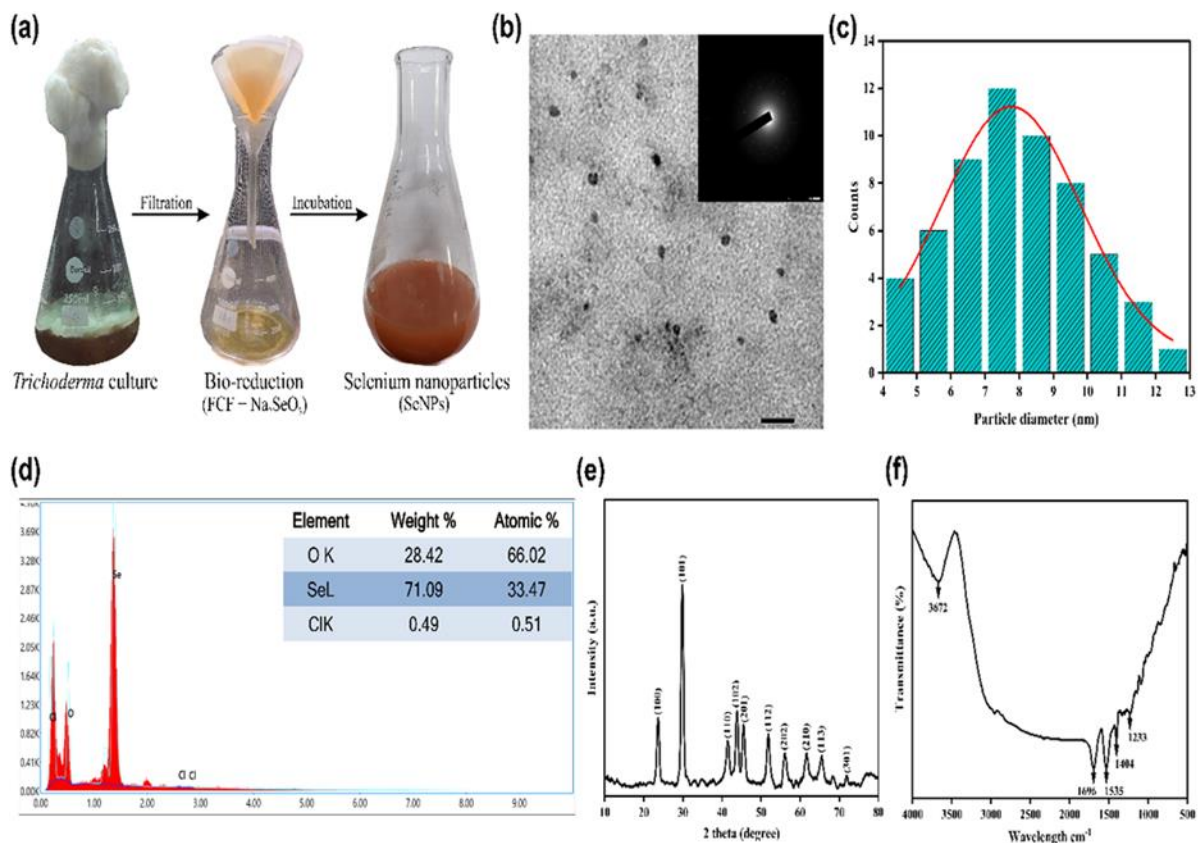 (a)
Filtration
Incubation
Trichoderma culture
Bio-reduction
(FCF – Na₂SeO₃)
Selenium nanoparticles
(SeNPs)
(b)
(c)
14
12
10
8
6
4
2
0
Counts
4 5 6 7 8 9 10 11 12 13
Particle diameter (nm)
(d)
3.69K
3.28K
2.87K
2.46K
2.05K
1.64K
1.23K
0.82K
0.41K
0.00K
O
Se
Cl Cl
0.00 1.00 2.00 3.00 4.00 5.00 6.00 7.00 8.00 9.00
Element Weight % Atomic %
O K 28.42 66.02
SeL 71.09 33.47
ClK 0.49 0.51
(e)
Intensity (a.u.)
(100)
(101)
(110)
(102)
(201)
(112)
(202)
(210)
(113)
(301)
10 20 30 40 50 60 70 80
2 theta (degree)
(f)
Transmittance (%)
3672
1696
1535
1404
1233
4000 3500 3000 2500 2000 1500 1000 500
Wavelength cm⁻¹